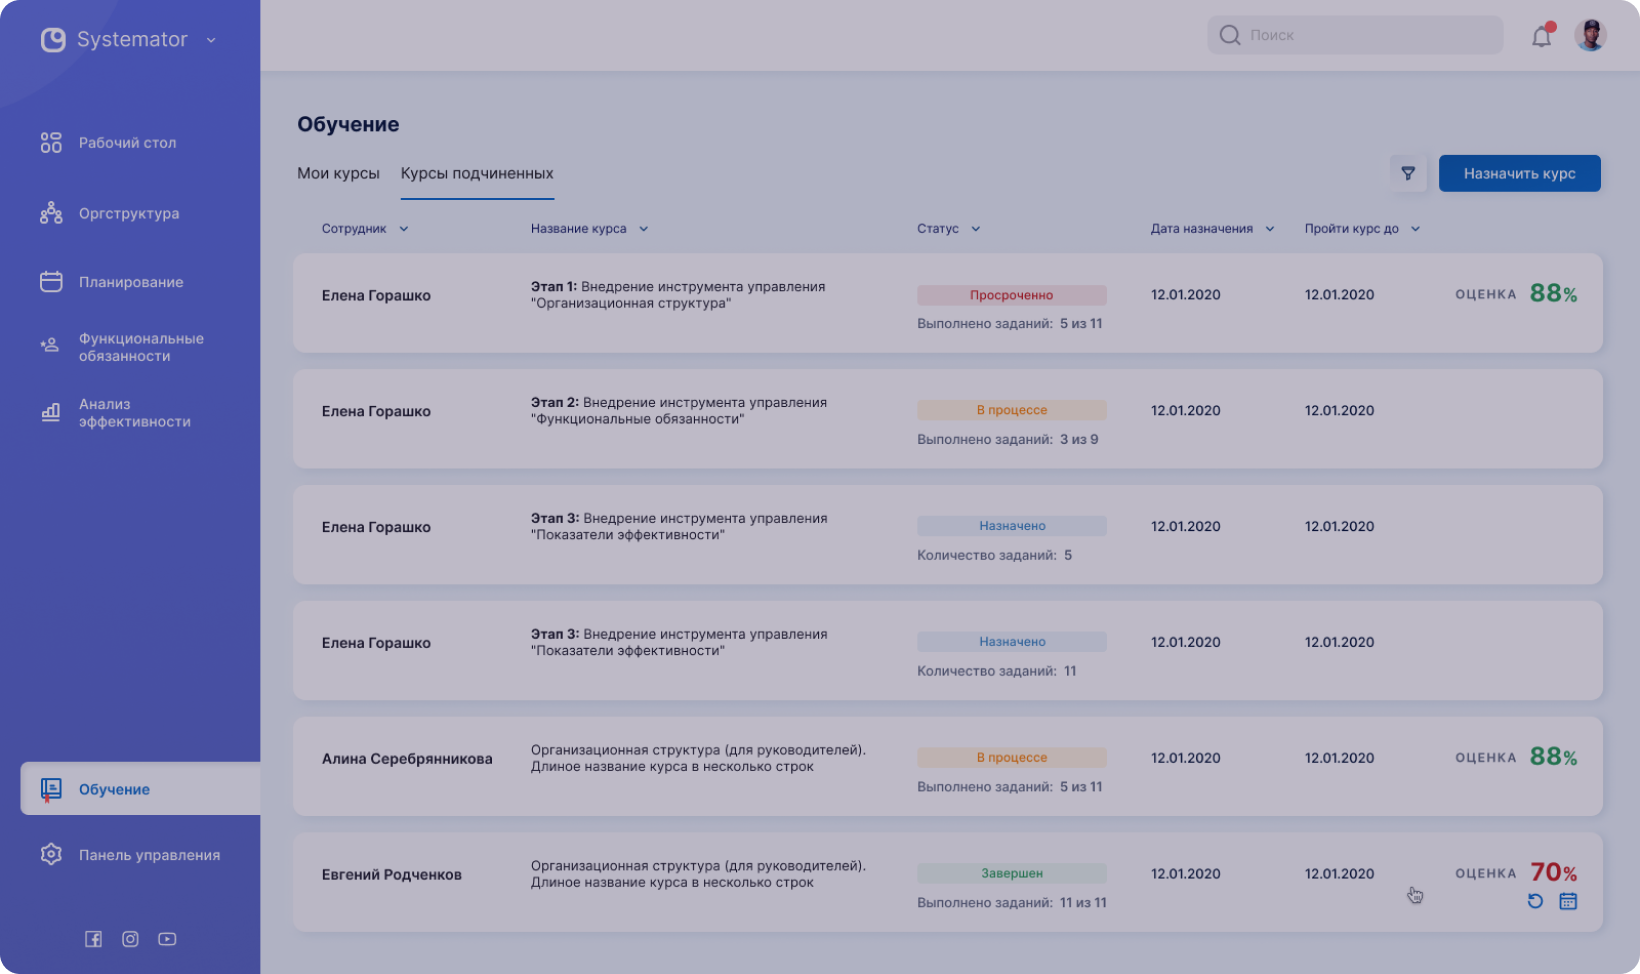 Systemator
Поиск
Рабочий стол
Оргструктура
Планирование
Функциональные
обязанности
Анализ
эффективности
Обучение
Панель управления
Обучение
Мои курсы
Курсы подчиненных
Назначить курс
Сотрудник
Название курса
Статус
Дата назначения
Пройти курс до
Елена Горашко
Этап 1: Внедрение инструмента управления
"Организационная структура"
Просроченно
Выполнено заданий: 5 из 11
12.01.2020
12.01.2020
ОЦЕНКА 88%
Елена Горашко
Этап 2: Внедрение инструмента управления
"Функциональные обязанности"
В процессе
Выполнено заданий: 3 из 9
12.01.2020
12.01.2020
Елена Горашко
Этап 3: Внедрение инструмента управления
"Показатели эффективности"
Назначено
Количество заданий: 5
12.01.2020
12.01.2020
Елена Горашко
Этап 3: Внедрение инструмента управления
"Показатели эффективности"
Назначено
Количество заданий: 11
12.01.2020
12.01.2020
Алина Серебрянникова
Организационная структура (для руководителей).
Длиное название курса в несколько строк
В процессе
Выполнено заданий: 5 из 11
12.01.2020
12.01.2020
ОЦЕНКА 88%
Евгений Родченков
Организационная структура (для руководителей).
Длиное название курса в несколько строк
Завершен
Выполнено заданий: 11 из 11
12.01.2020
12.01.2020
ОЦЕНКА 70%